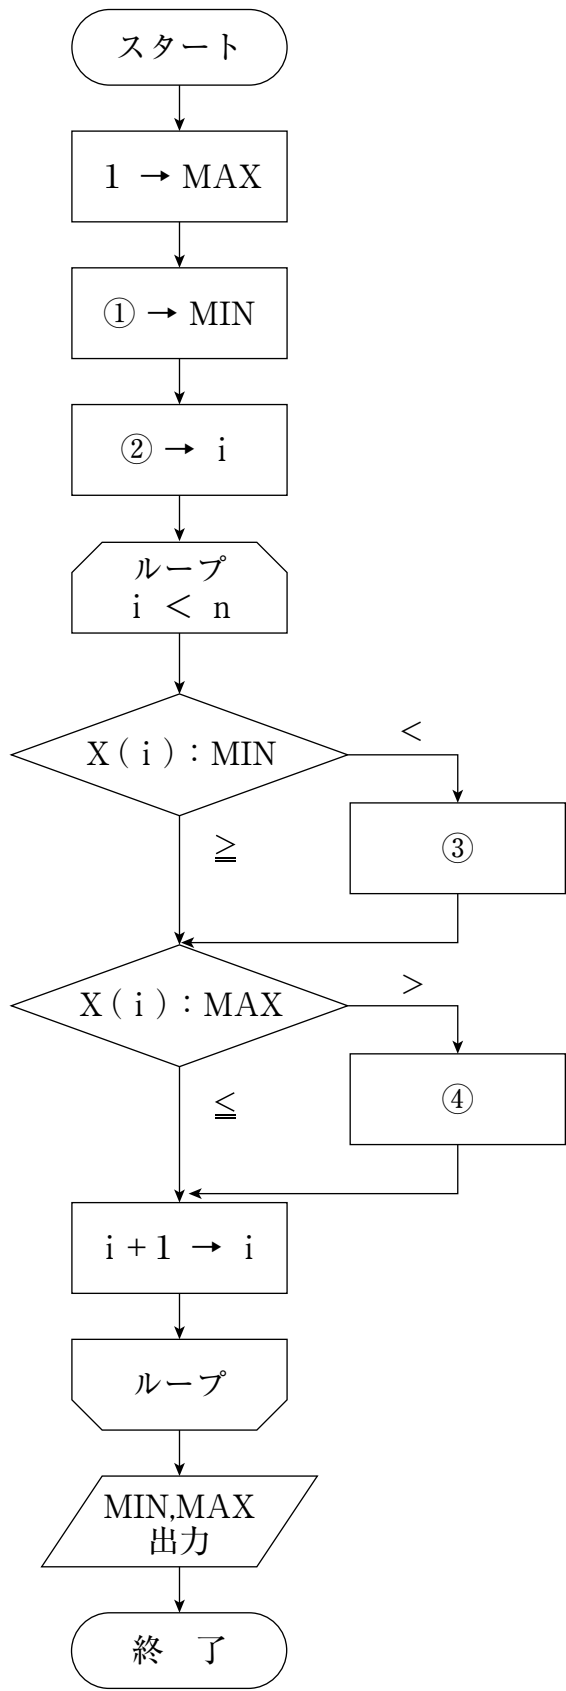 スタート
1 → MAX
① → MIN
② → i
ループ
i < n
X ( i ) : MIN
<
≧
③
X ( i ) : MAX
>
≦
④
i + 1 → i
ループ
MIN,MAX
出力
終 了